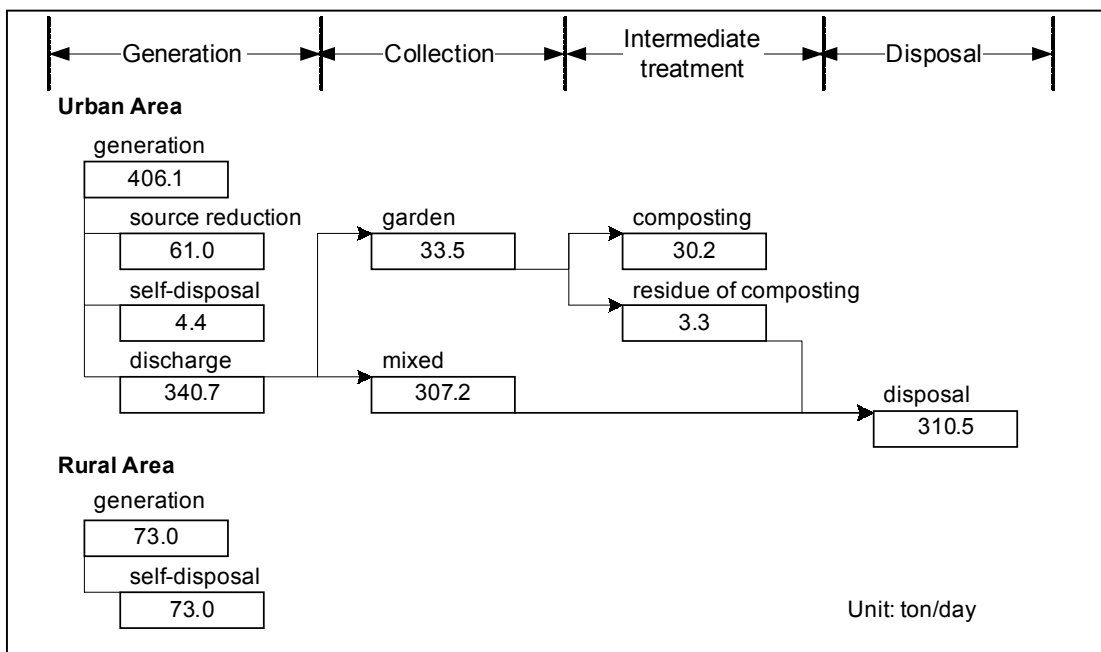 Generation
Collection
Intermediate
treatment
Disposal
Urban Area
generation
406.1
source reduction
garden
composting
61.0
33.5
30.2
self-disposal
residue of composting
4.4
3.3
discharge
mixed
340.7
307.2
disposal
310.5
Rural Area
generation
73.0
self-disposal
73.0
Unit: ton/day